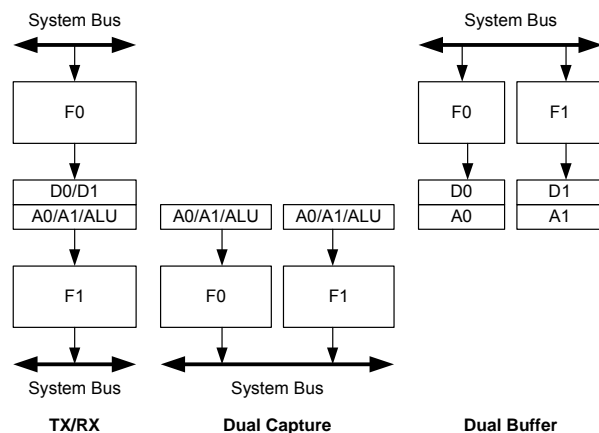 System Bus
F0
D0/D1
A0/A1/ALU
F1
System Bus
TX/RX
A0/A1/ALU
A0/A1/ALU
F0
F1
System Bus
Dual Capture
System Bus
F0
F1
D0
D1
A0
A1
Dual Buffer